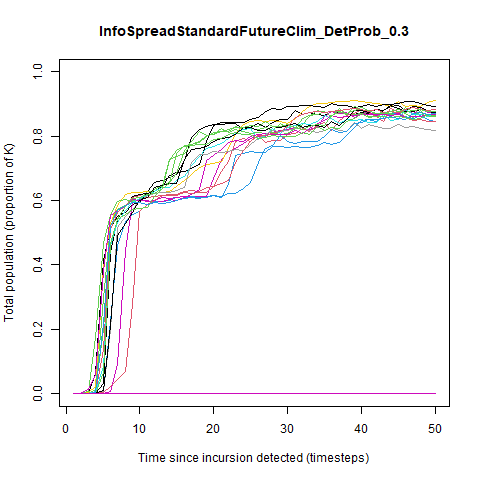 InfoSpreadStandardFutureClim_DetProb_0.3
Total population (proportion of K)
1.0
0.8
0.6
0.4
0.2
0.0
0 10 20 30 40 50
Time since incursion detected (timesteps)